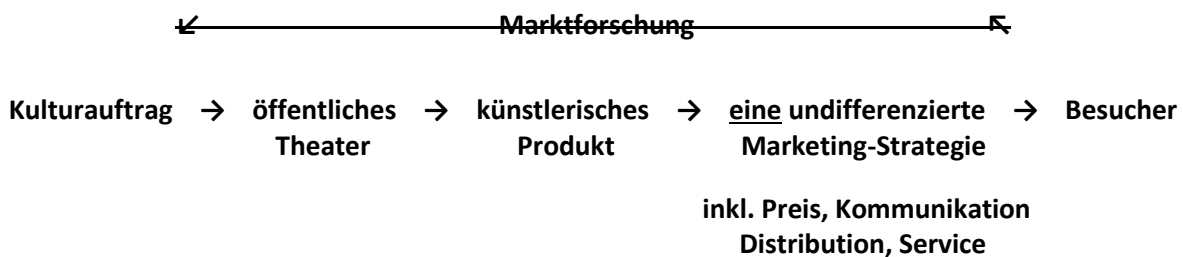 ↙ Marktforschung ↖
Kulturauftrag → öffentliches → künstlerisches → eine undifferenzierte → Besucher
Theater Produkt Marketing-Strategie
inkl. Preis, Kommunikation
Distribution, Service